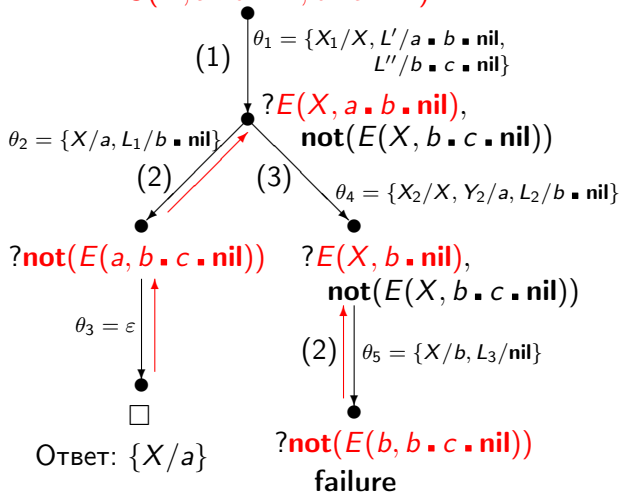 θ₁ = {X₁/X, L′/a ▪ b ▪ nil,
L″/b ▪ c ▪ nil}
(1)
?E(X, a ▪ b ▪ nil),
not(E(X, b ▪ c ▪ nil))
θ₂ = {X/a, L₁/b ▪ nil}
(2)
(3)
θ₄ = {X₂/X, Y₂/a, L₂/b ▪ nil}
?not(E(a, b ▪ c ▪ nil))
?E(X, b ▪ nil),
not(E(X, b ▪ c ▪ nil))
θ₃ = ε
(2)
θ₅ = {X/b, L₃/nil}
□
Ответ: {X/a}
?not(E(b, b ▪ c ▪ nil))
failure